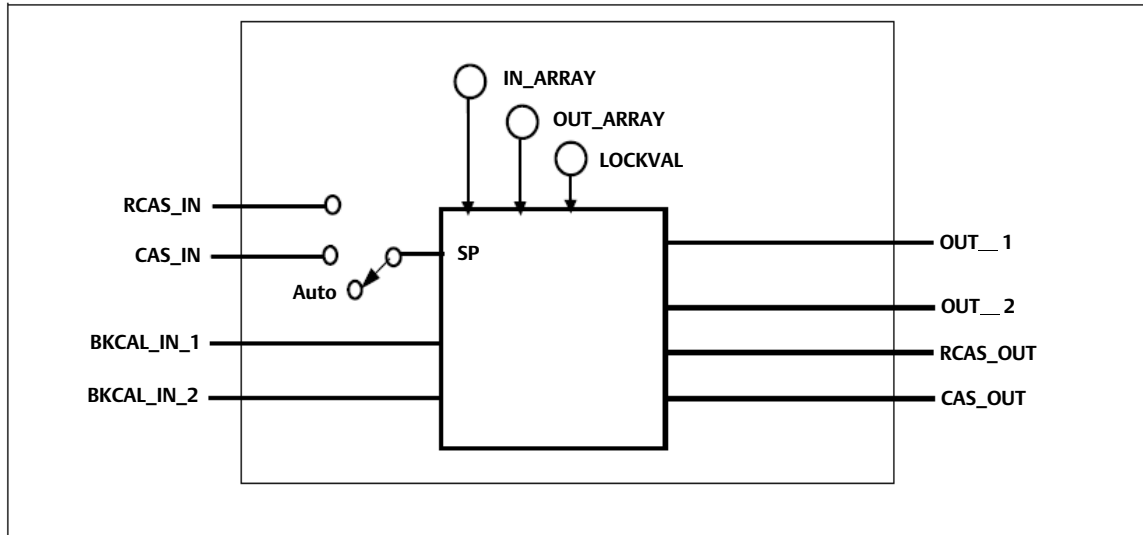 IN_ARRAY
OUT_ARRAY
LOCKVAL
RCAS_IN
CAS_IN
SP
Auto
BKCAL_IN_1
BKCAL_IN_2
OUT__1
OUT__2
RCAS_OUT
CAS_OUT